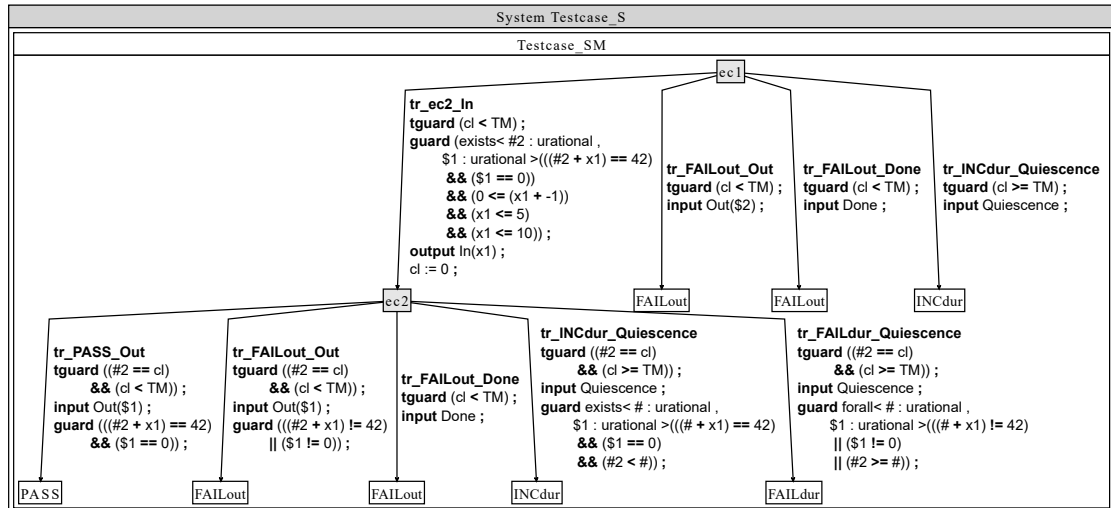 System Testcase_S
Testcase_SM
ec1
tr_ec2_In
tguard (cl < TM) ;
guard (exists< #2 : urational ,
$1 : urational >(((#2 + x1) == 42)
&& ($1 == 0))
&& (0 <= (x1 + -1))
&& (x1 <= 5)
&& (x1 <= 10)) ;
output In(x1) ;
cl := 0 ;
tr_FAILout_Out
tguard (cl < TM) ;
input Out($2) ;
tr_FAILout_Done
tguard (cl < TM) ;
input Done ;
tr_INCdur_Quiescence
tguard (cl >= TM) ;
input Quiescence ;
ec2
FAILout
FAILout
INCdur
tr_PASS_Out
tguard ((#2 == cl)
&& (cl < TM)) ;
input Out($1) ;
guard (((#2 + x1) == 42)
&& ($1 == 0)) ;
tr_FAILout_Out
tguard ((#2 == cl)
&& (cl < TM)) ;
input Out($1) ;
guard (((#2 + x1) != 42)
|| ($1 != 0)) ;
tr_FAILout_Done
tguard (cl < TM) ;
input Done ;
tr_INCdur_Quiescence
tguard ((#2 == cl)
&& (cl >= TM)) ;
input Quiescence ;
guard exists< # : urational ,
$1 : urational >(((# + x1) == 42)
&& ($1 == 0)
&& (#2 < #)) ;
tr_FAILdur_Quiescence
tguard ((#2 == cl)
&& (cl >= TM)) ;
input Quiescence ;
guard forall< # : urational ,
$1 : urational >(((# + x1) != 42)
|| ($1 != 0)
|| (#2 >= #)) ;
PASS
FAILout
FAILout
INCdur
FAILdur